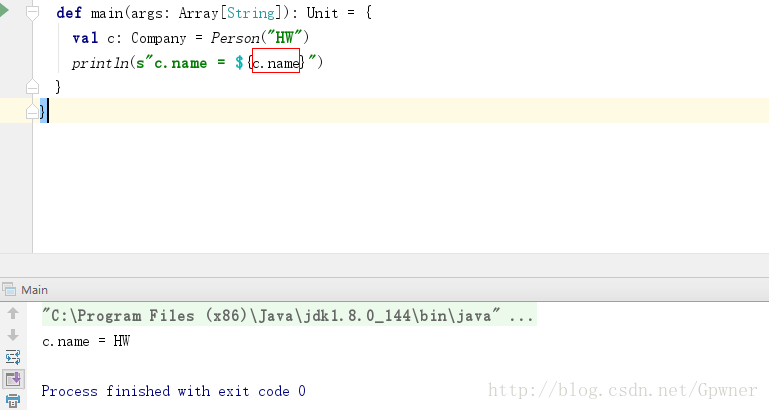 def main(args: Array[String]): Unit = {
val c: Company = Person("HW")
println(s"c.name = ${c.name}")
}
}
Main
"C:\Program Files (x86)\Java\jdk1.8.0_144\bin\java" ...
c.name = HW
Process finished with exit code 0
http://blog.csdn.net/Gpwner